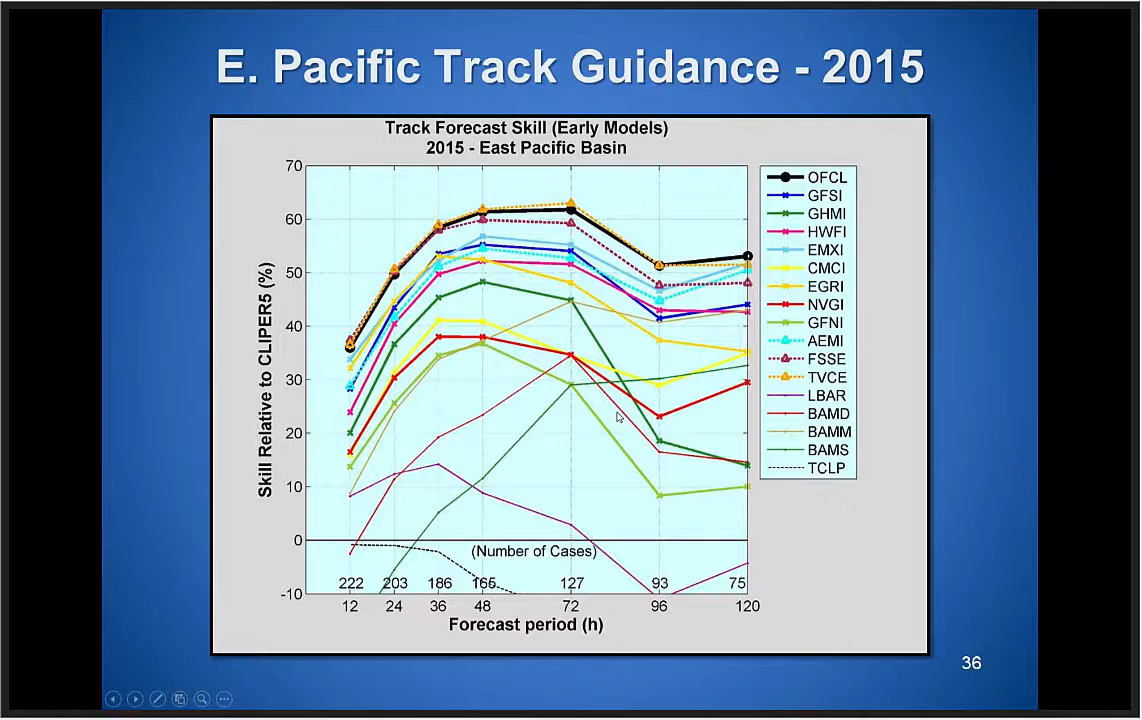 E. Pacific Track Guidance - 2015
Track Forecast Skill (Early Models)
2015 - East Pacific Basin
Skill Relative to CLIPER5 (%)
70
60
50
40
30
20
10
0
-10
OFCL
GFSI
GHMI
HWFI
EMXI
CMCI
EGRI
NVGI
GFNI
AEMI
FSSE
TVCE
LBAR
BAMD
BAMM
BAMS
TCLP
(Number of Cases)
222 203 186 166 127 93 75
12 24 36 48 72 96 120
Forecast period (h)
36